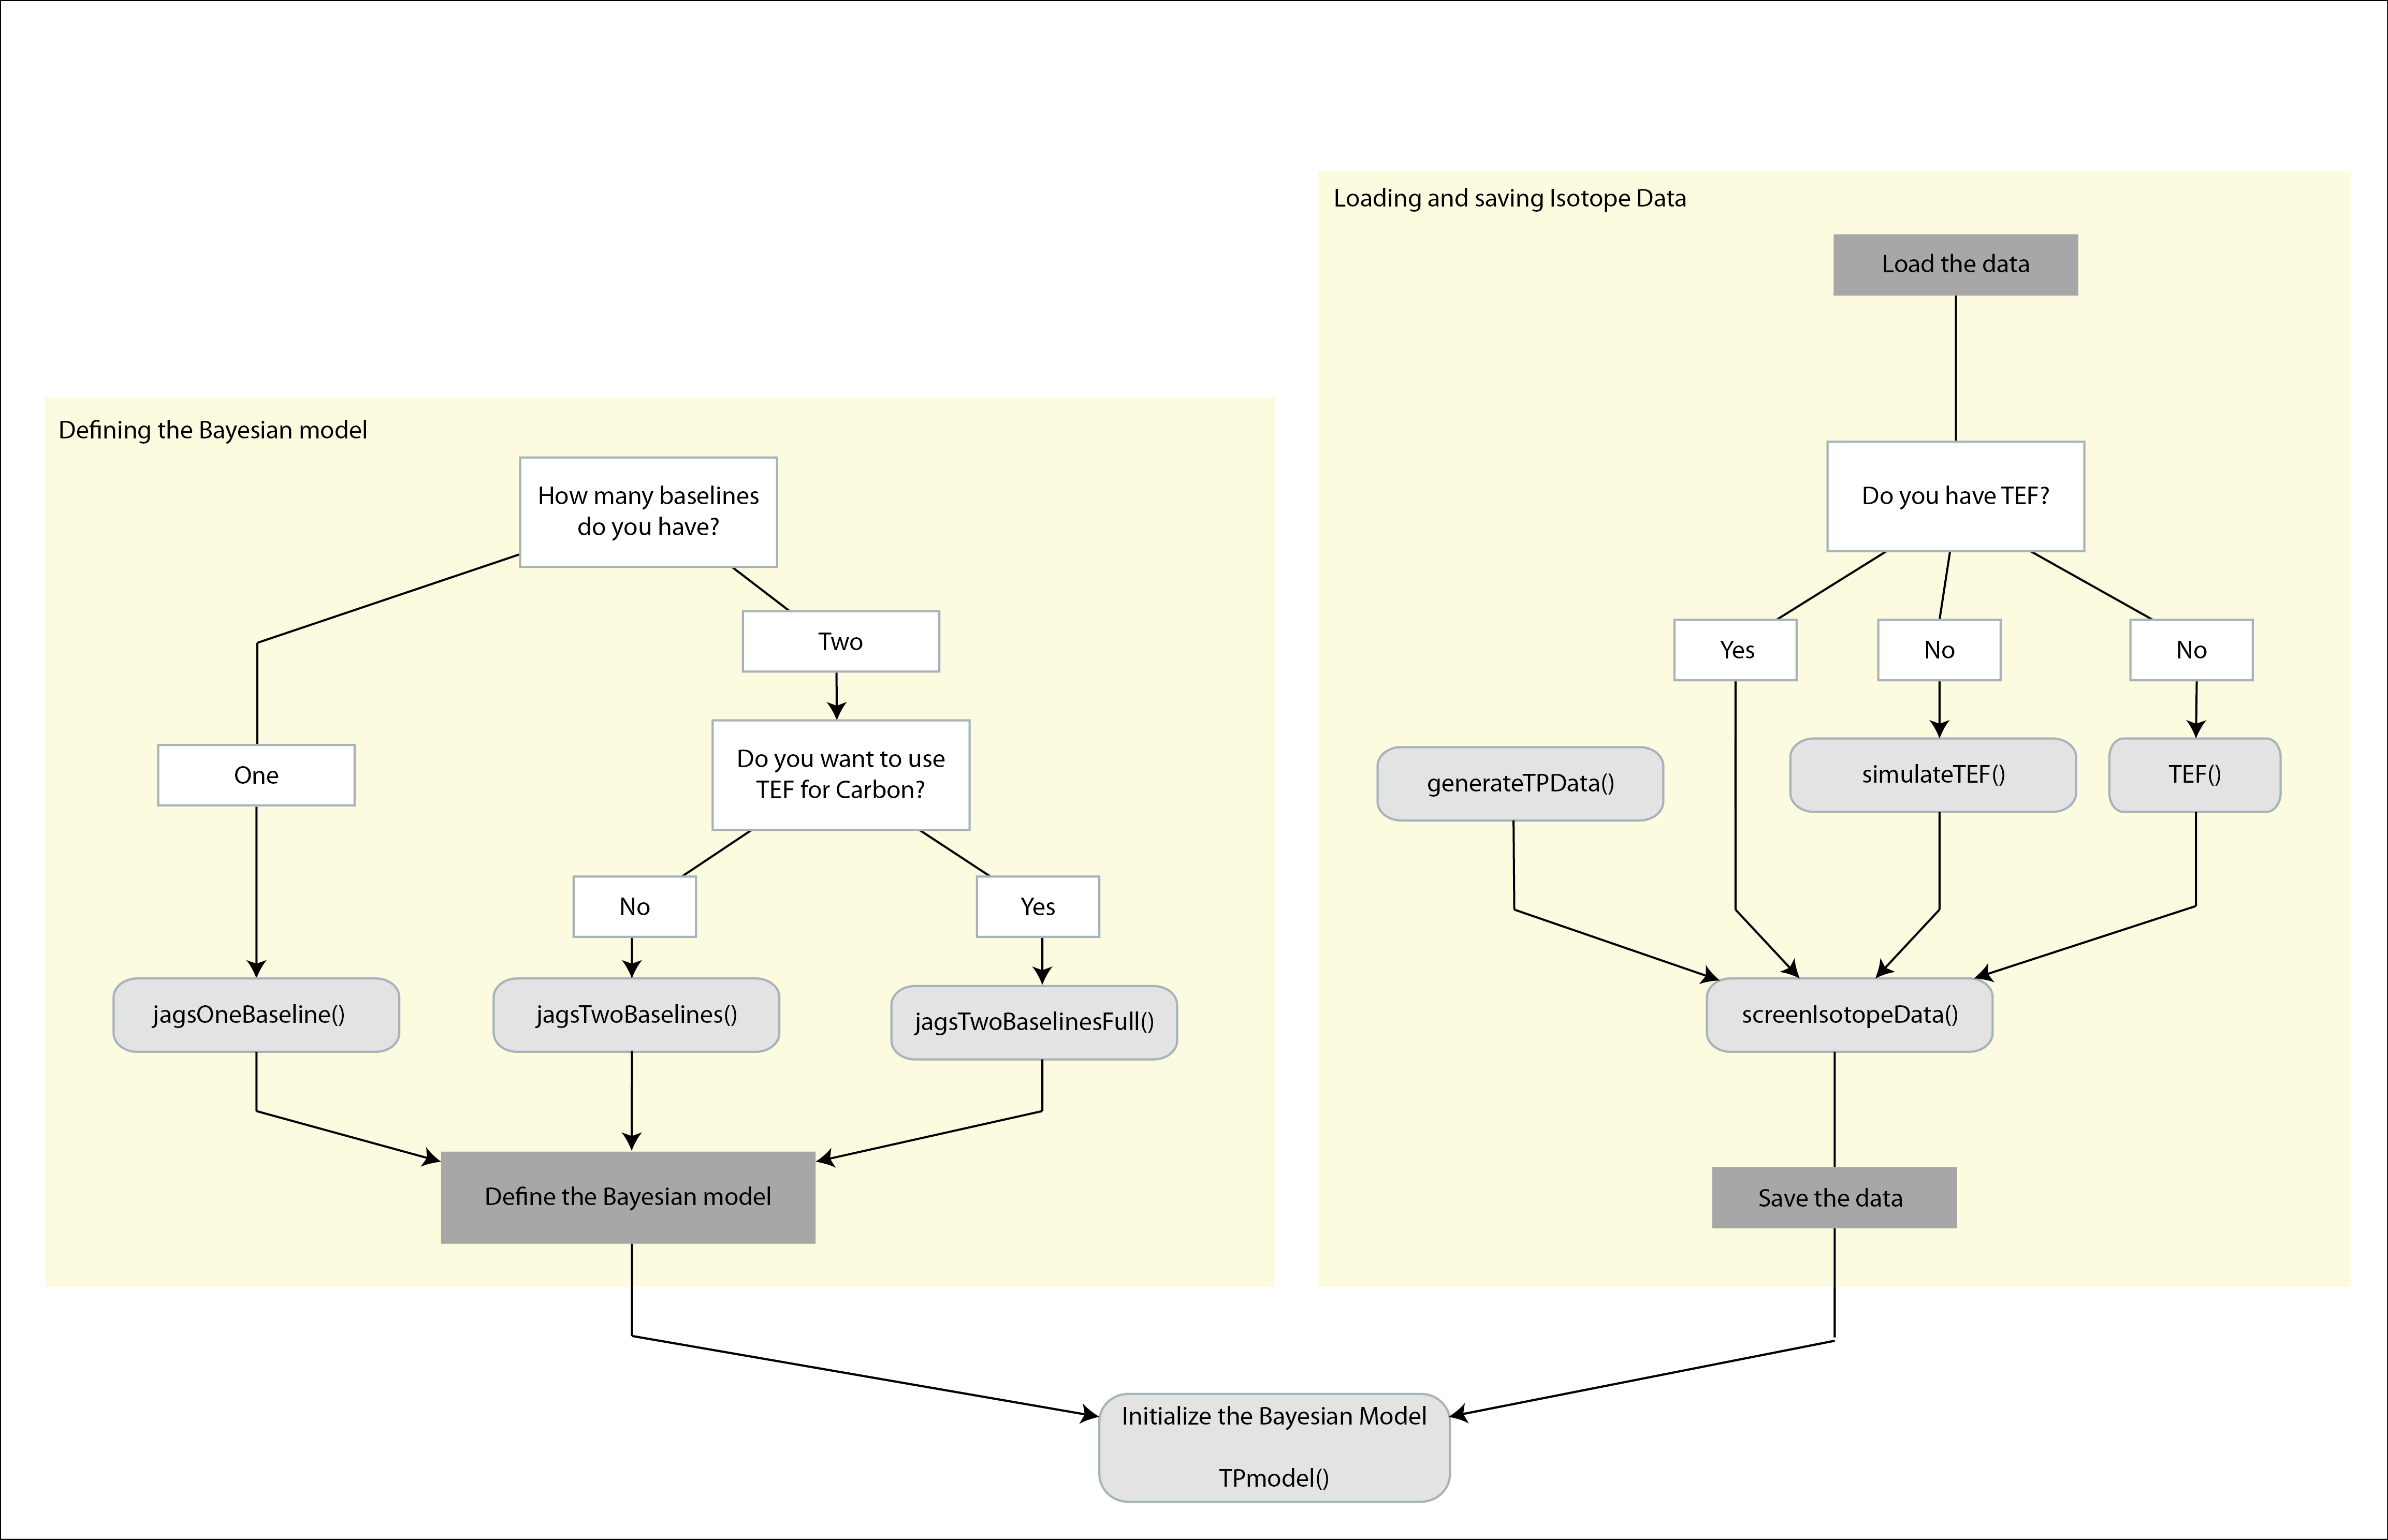 Defining the Bayesian model
How many baselines
do you have?
Two
One
Do you want to use
TEF for Carbon?
No
Yes
jagsOneBaseline()
jagsTwoBaselines()
jagsTwoBaselinesFull()
Define the Bayesian model
Loading and saving Isotope Data
Load the data
Do you have TEF?
Yes
No
No
generateTPData()
simulateTEF()
TEF()
screenIsotopeData()
Save the data
Initialize the Bayesian Model
TPmodel()